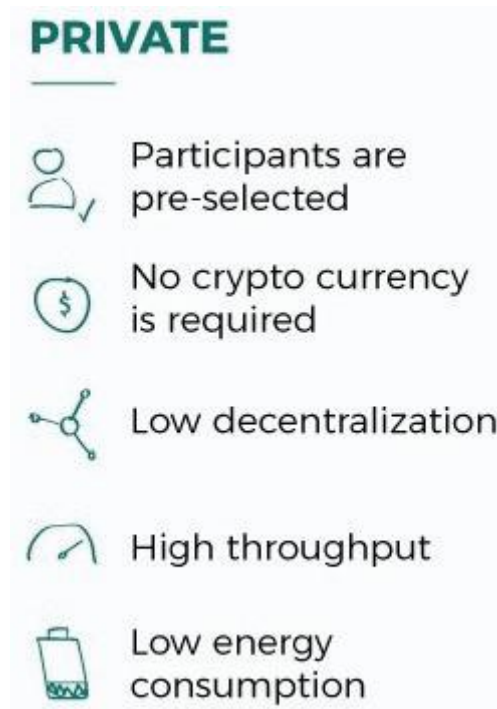 PRIVATE
Participants are
pre-selected
No crypto currency
is required
$
Low decentralization
High throughput
Low energy
consumption